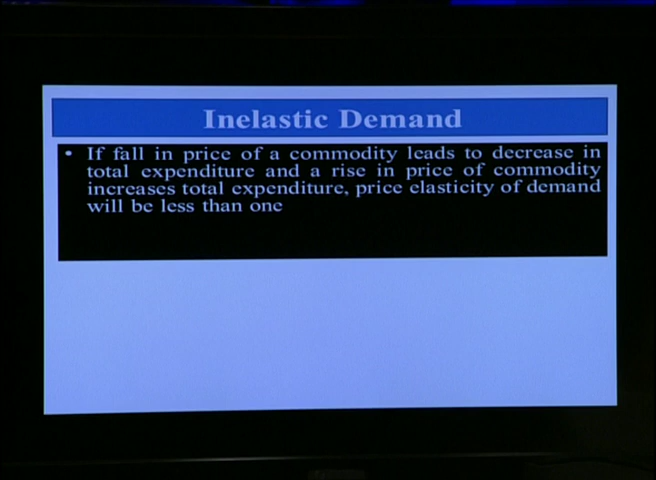 Inelastic Demand
• If fall in price of a commodity leads to decrease in
total expenditure and a rise in price of commodity
increases total expenditure, price elasticity of demand
will be less than one